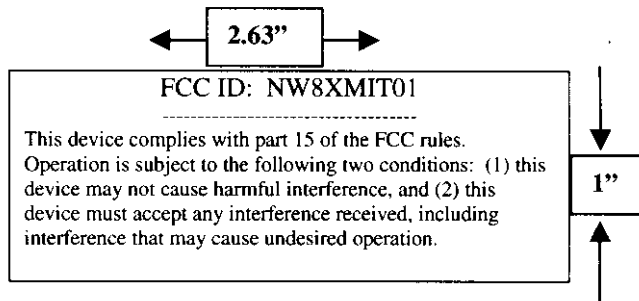 2.63”
FCC ID: NW8XMIT01
--------------------------------
This device complies with part 15 of the FCC rules.
Operation is subject to the following two conditions: (1) this
device may not cause harmful interference, and (2) this
device must accept any interference received, including
interference that may cause undesired operation.
1”